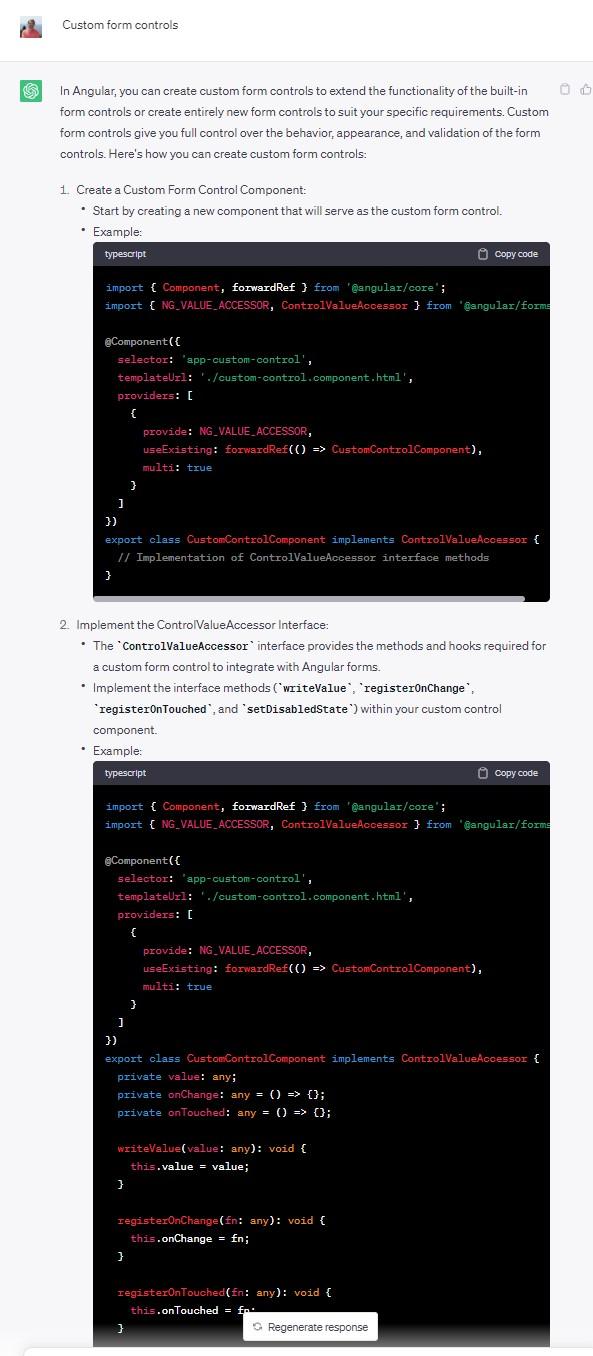 Custom form controls
In Angular, you can create custom form controls to extend the functionality of the built-in
form controls or create entirely new form controls to suit your specific requirements. Custom
form controls give you full control over the behavior, appearance, and validation of the form
controls. Here's how you can create custom form controls:
1. Create a Custom Form Control Component:
• Start by creating a new component that will serve as the custom form control.
• Example:
typescript Copy code
import { Component, forwardRef } from '@angular/core';
import { NG_VALUE_ACCESSOR, ControlValueAccessor } from '@angular/forms
@Component({
selector: 'app-custom-control',
templateUrl: './custom-control.component.html',
providers: [
{
provide: NG_VALUE_ACCESSOR,
useExisting: forwardRef(() => CustomControlComponent),
multi: true
}
]
})
export class CustomControlComponent implements ControlValueAccessor {
// Implementation of ControlValueAccessor interface methods
}
2. Implement the ControlValueAccessor Interface:
• The `ControlValueAccessor` interface provides the methods and hooks required for
a custom form control to integrate with Angular forms.
• Implement the interface methods (`writeValue`, `registerOnChange`,
`registerOnTouched`, and `setDisabledState`) within your custom control
component.
• Example:
typescript Copy code
import { Component, forwardRef } from '@angular/core';
import { NG_VALUE_ACCESSOR, ControlValueAccessor } from '@angular/forms
@Component({
selector: 'app-custom-control',
templateUrl: './custom-control.component.html',
providers: [
{
provide: NG_VALUE_ACCESSOR,
useExisting: forwardRef(() => CustomControlComponent),
multi: true
}
]
})
export class CustomControlComponent implements ControlValueAccessor {
private value: any;
private onChange: any = () => {};
private onTouched: any = () => {};
writeValue(value: any): void {
this.value = value;
}
registerOnChange(fn: any): void {
this.onChange = fn;
}
registerOnTouched(fn: any): void {
this.onTouched = fn;
}
Regenerate response